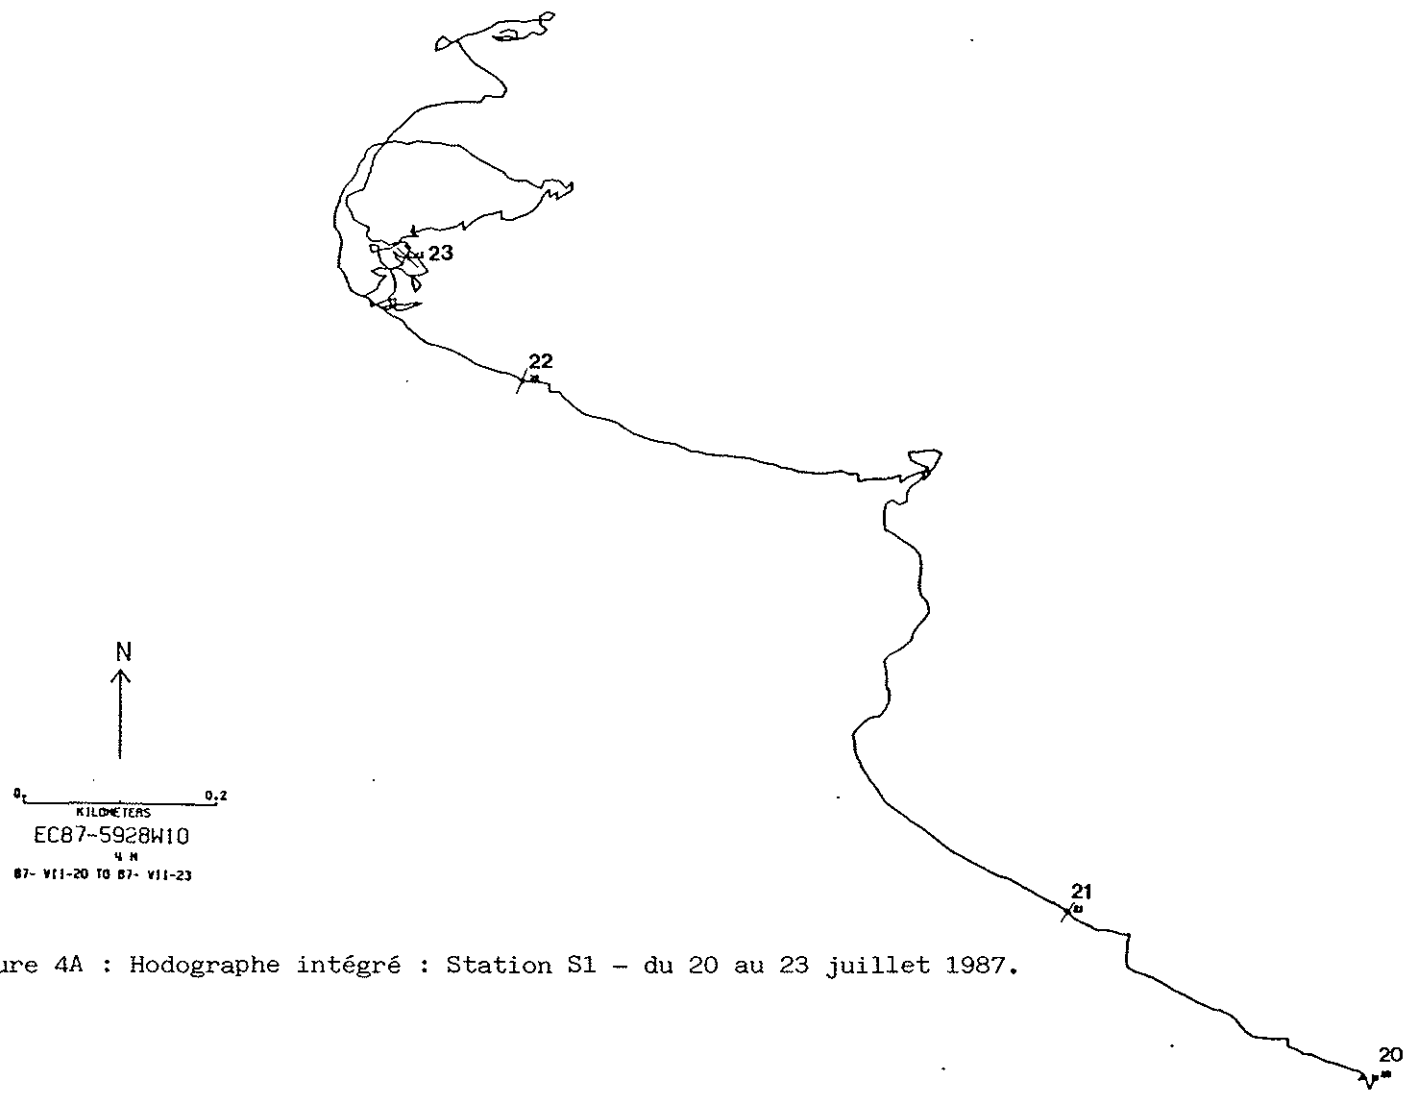 23
22
N
0 0.2
KILOMETERS
EC87-5928W10
4 M
87- VII-20 TO 87- VII-23
21
ure 4A : Hodographe intégré : Station S1 – du 20 au 23 juillet 1987.
20